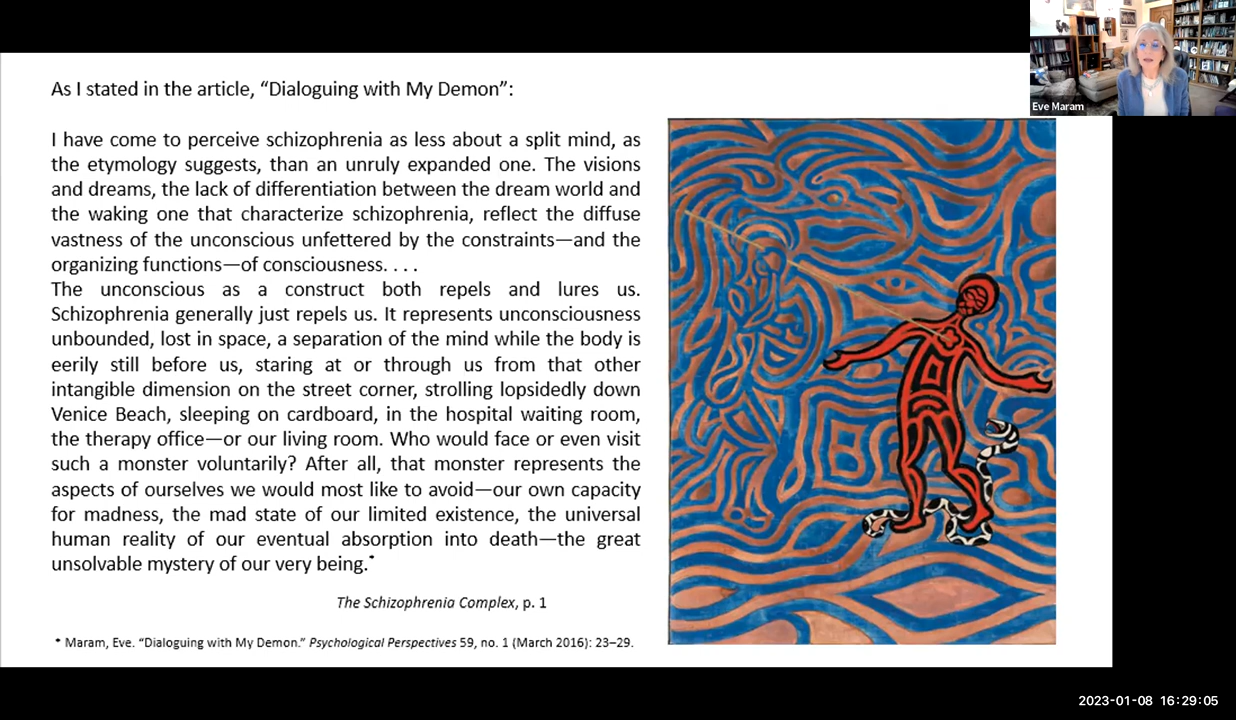 Eve Maram
As I stated in the article, “Dialoguing with My Demon”:
I have come to perceive schizophrenia as less about a split mind, as
the etymology suggests, than an unruly expanded one. The visions
and dreams, the lack of differentiation between the dream world and
the waking one that characterize schizophrenia, reflect the diffuse
vastness of the unconscious unfettered by the constraints—and the
organizing functions—of consciousness. . . .
The unconscious as a construct both repels and lures us.
Schizophrenia generally just repels us. It represents unconsciousness
unbounded, lost in space, a separation of the mind while the body is
eerily still before us, staring at or through us from that other
intangible dimension on the street corner, strolling lopsidedly down
Venice Beach, sleeping on cardboard, in the hospital waiting room,
the therapy office—or our living room. Who would face or even visit
such a monster voluntarily? After all, that monster represents the
aspects of ourselves we would most like to avoid—our own capacity
for madness, the mad state of our limited existence, the universal
human reality of our eventual absorption into death—the great
unsolvable mystery of our very being.*
The Schizophrenia Complex, p. 1
* Maram, Eve. “Dialoguing with My Demon.” Psychological Perspectives 59, no. 1 (March 2016): 23–29.
2023-01-08 16:29:05